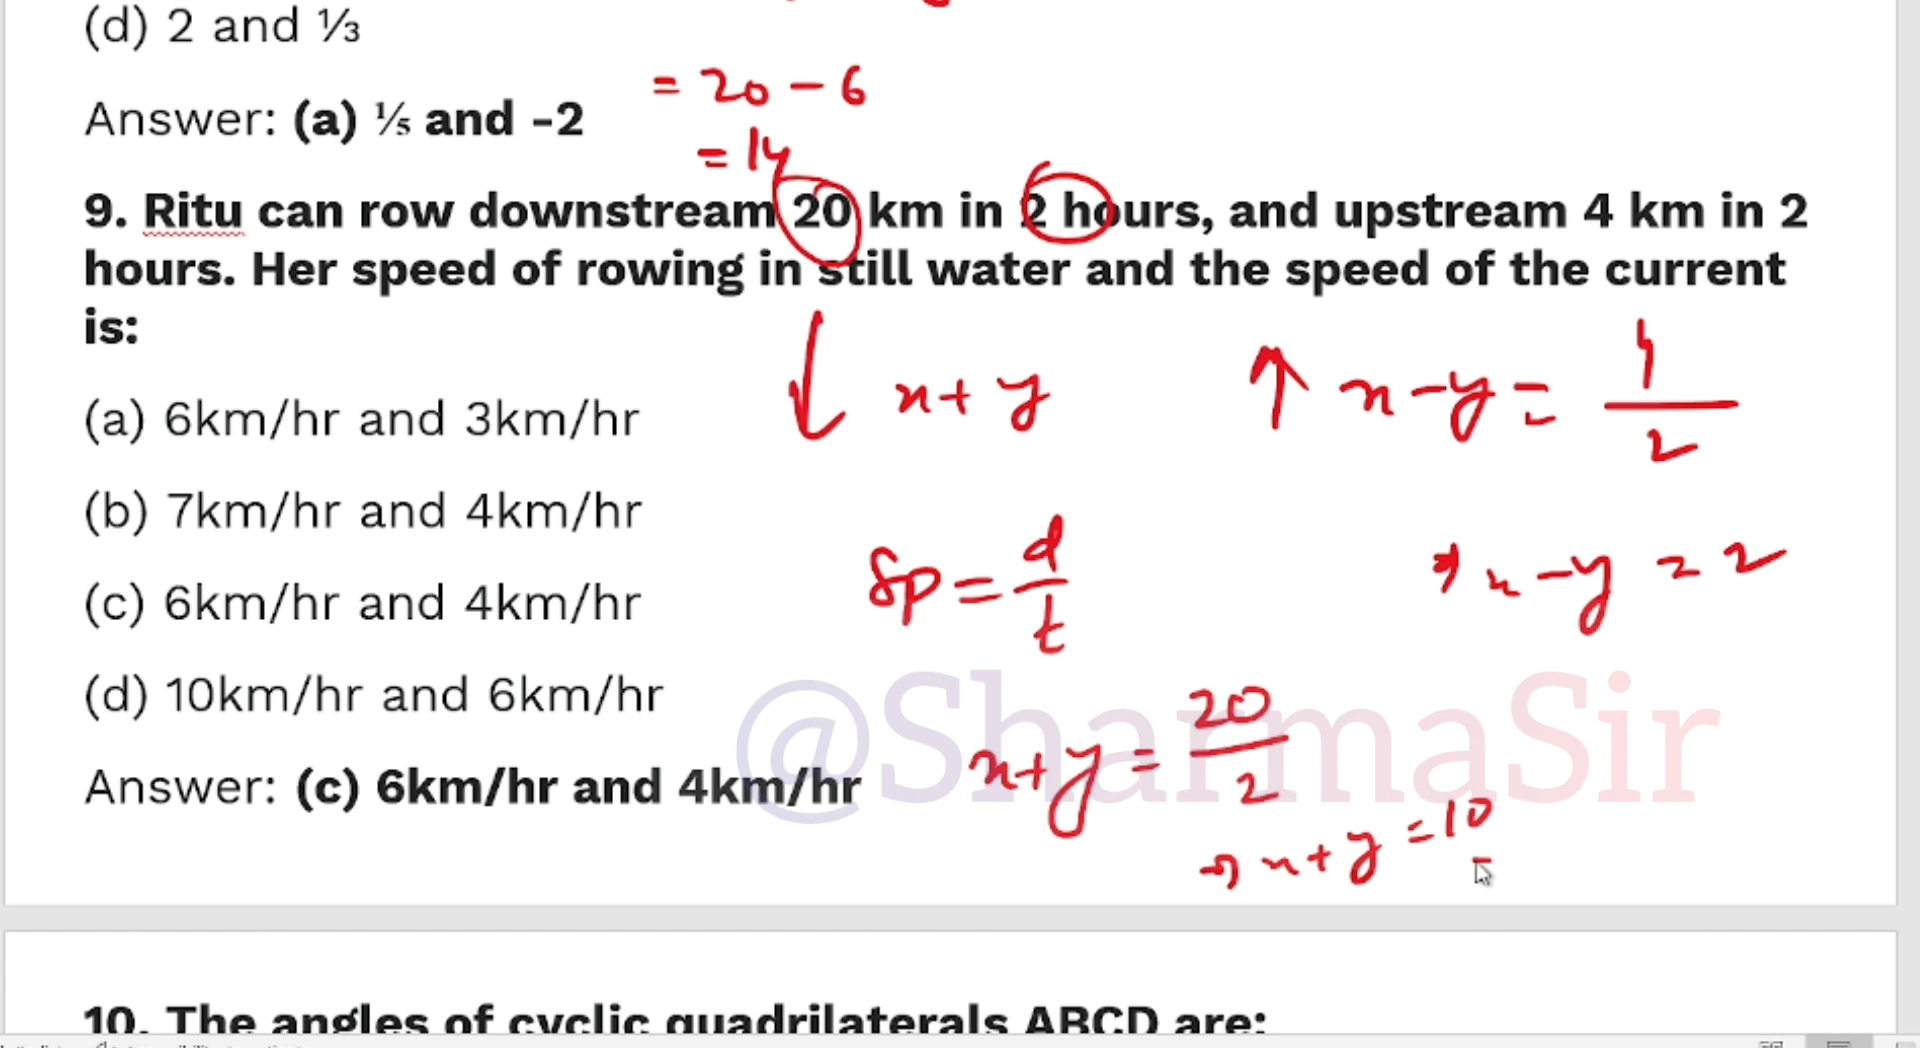 (d) 2 and ⅓
= 20 - 6
Answer: (a) ⅕ and -2
= 14
9. Ritu can row downstream 20 km in 2 hours, and upstream 4 km in 2
hours. Her speed of rowing in still water and the speed of the current
is:
x + y
x - y = 4/2
(a) 6km/hr and 3km/hr
(b) 7km/hr and 4km/hr
Sp = d/t
x - y = 2
(c) 6km/hr and 4km/hr
(d) 10km/hr and 6km/hr
@SharmaSir
x + y = 20/2
Answer: (c) 6km/hr and 4km/hr
⇒ x + y = 10
10. The angles of cyclic quadrilaterals ABCD are: